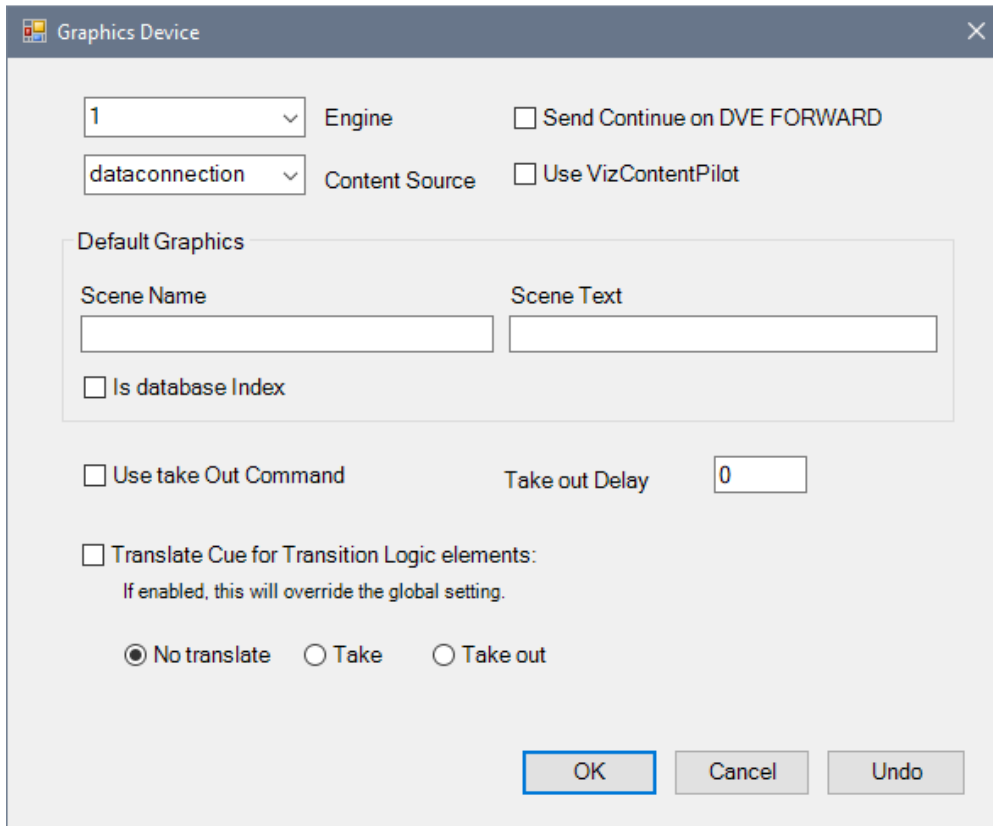 Graphics Device
1
Engine
Send Continue on DVE FORWARD
dataconnection
Content Source
Use VizContentPilot
Default Graphics
Scene Name
Scene Text
Is database Index
Use take Out Command
Take out Delay
0
Translate Cue for Transition Logic elements:
If enabled, this will override the global setting.
No translate
Take
Take out
OK
Cancel
Undo